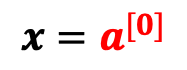 x = a^[0]